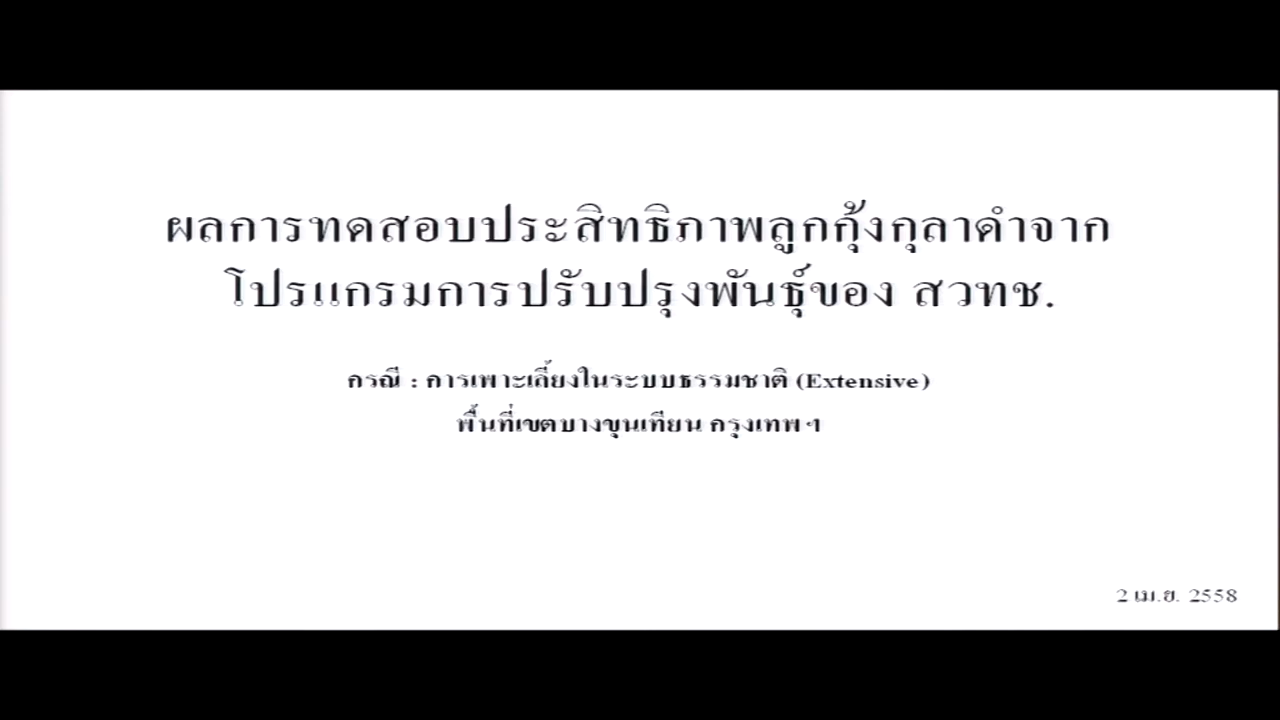 ผลการทดสอบประสิทธิภาพลูกกุ้งกุลาดำจาก
โปรแกรมการปรับปรุงพันธุ์ของ สวทช.
กรณี : การเพาะเลี้ยงในระบบธรรมชาติ (Extensive)
พื้นที่เขตบางขุนเทียน กรุงเทพฯ
2 เม.ย. 2558